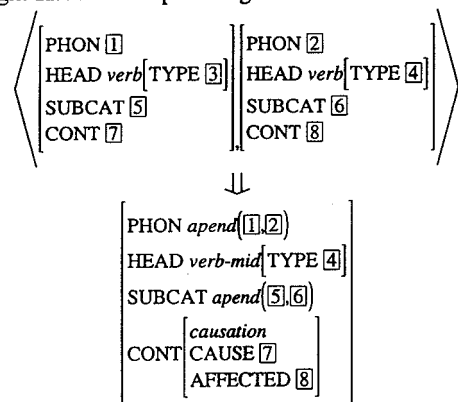 PHON 1 PHON 2
HEAD verb[TYPE 3] HEAD verb[TYPE 4]
SUBCAT 5 , SUBCAT 6
CONT 7 CONT 8
⇓
PHON apend(1,2)
HEAD verb-mid[TYPE 4]
SUBCAT apend(5,6)
causation
CONT CAUSE 7
AFFECTED 8